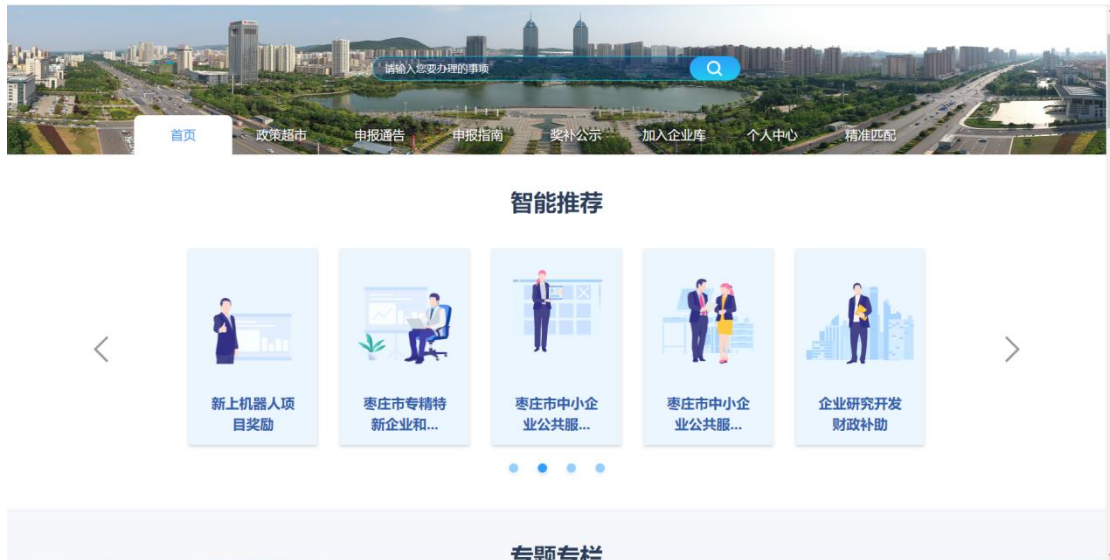 请输入您要办理的事项
首页 政策超市 申报通告 申报指南 奖补公示 加入企业库 个人中心 精准匹配
智能推荐
新上机器人项
目奖励
枣庄市专精特
新企业和...
枣庄市中小企
业公共服...
枣庄市中小企
业公共服...
企业研究开发
财政补助
专题专栏